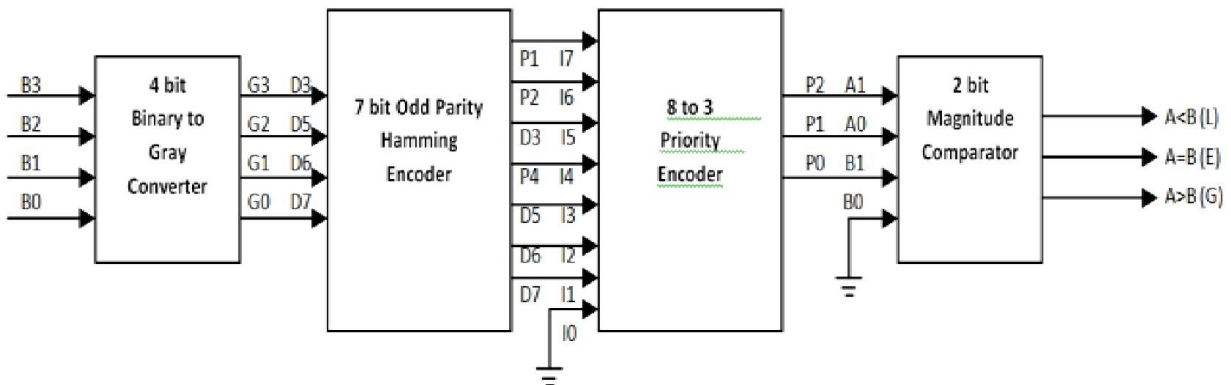 B3
B2
B1
B0
4 bit
Binary to
Gray
Converter
G3 D3
G2 D5
G1 D6
G0 D7
7 bit Odd Parity
Hamming
Encoder
P1 I7
P2 I6
D3 I5
P4 I4
D5 I3
D6 I2
D7 I1
I0
8 to 3
Priority
Encoder
P2 A1
P1 A0
P0 B1
B0
2 bit
Magnitude
Comparator
A<B (L)
A=B (E)
A>B (G)